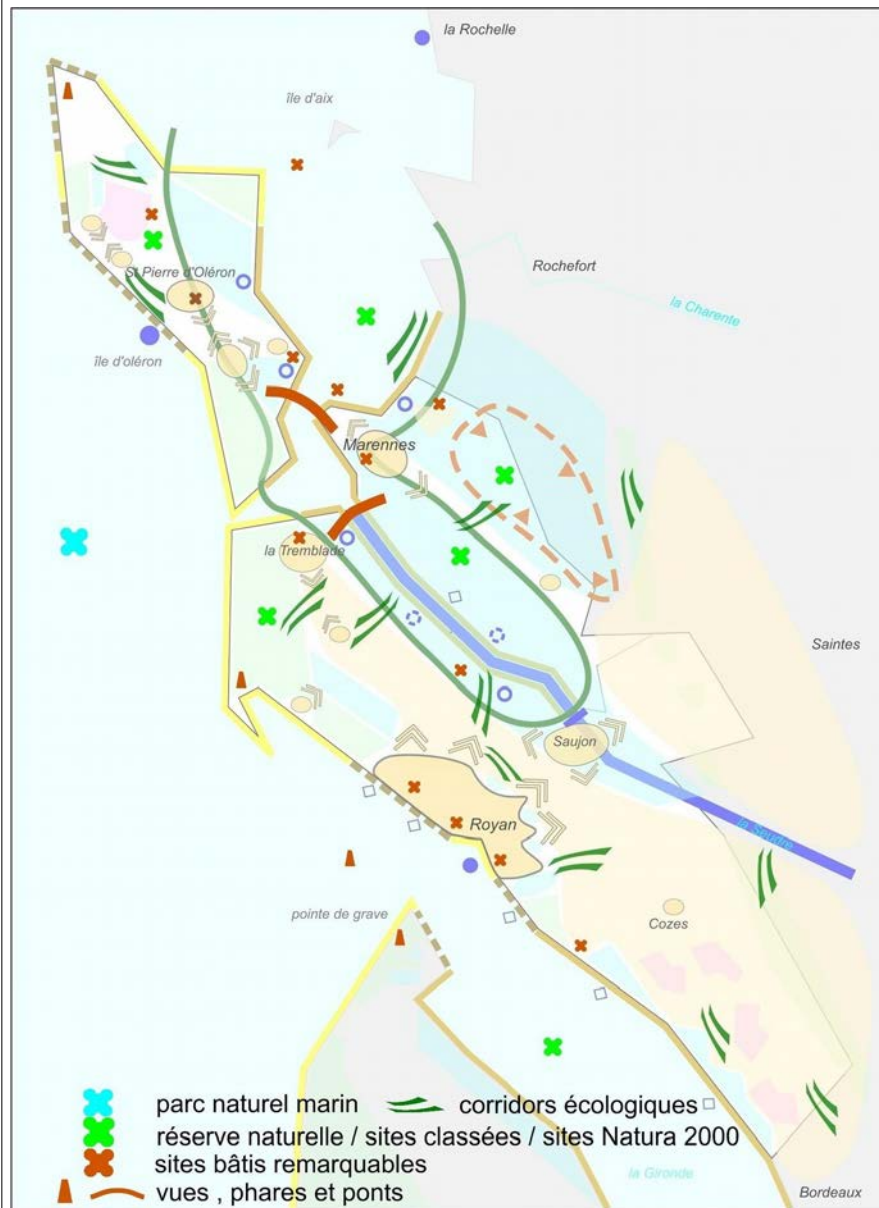 la Rochelle
île d'aix
Rochefort
la Charente
St Pierre d'Oléron
île d'oléron
Marennes
la Tremblade
Saintes
Saujon
Royan
la Seudre
pointe de grave
Cozes
parc naturel marin
corridors écologiques
réserve naturelle / sites classées / sites Natura 2000
sites bâtis remarquables
la Gironde
vues , phares et ponts
Bordeaux